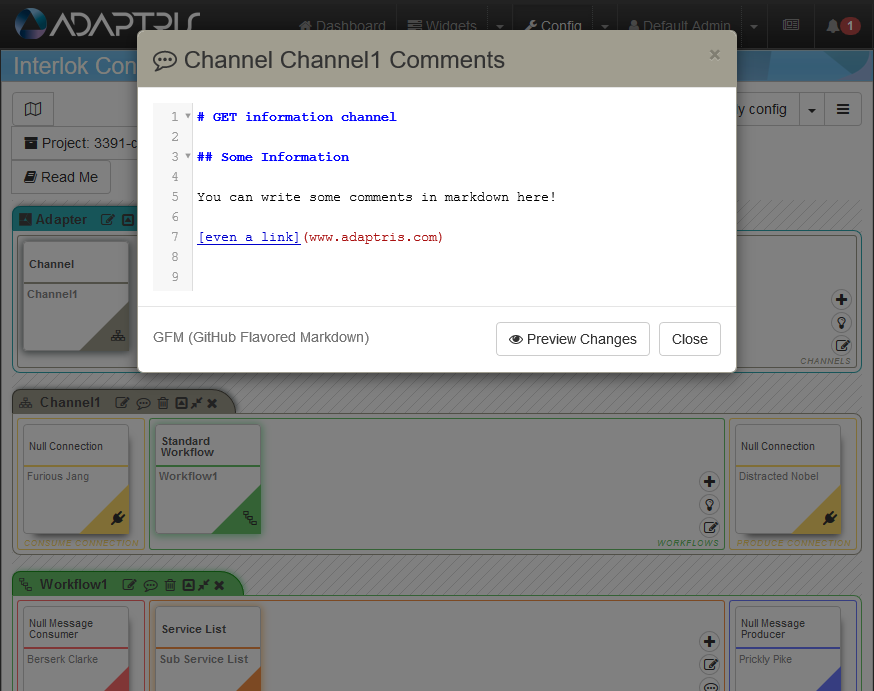 ADAPTRIS
Dashboard
Widgets
Config
Default Admin
1
Interlok Con
Channel Channel1 Comments
×
y config
Project: 3391-c
Read Me
1 # GET information channel
2
3 ## Some Information
4
5 You can write some comments in markdown here!
6
7 [even a link](www.adaptris.com)
8
9
GFM (GitHub Flavored Markdown)
Preview Changes
Close
Adapter
Channel
Channel1
CHANNELS
Channel1
Null Connection
Furious Jang
CONSUME CONNECTION
Standard
Workflow
Workflow1
WORKFLOWS
Null Connection
Distracted Nobel
PRODUCE CONNECTION
Workflow1
Null Message
Consumer
Berserk Clarke
Service List
Sub Service List
Null Message
Producer
Prickly Pike